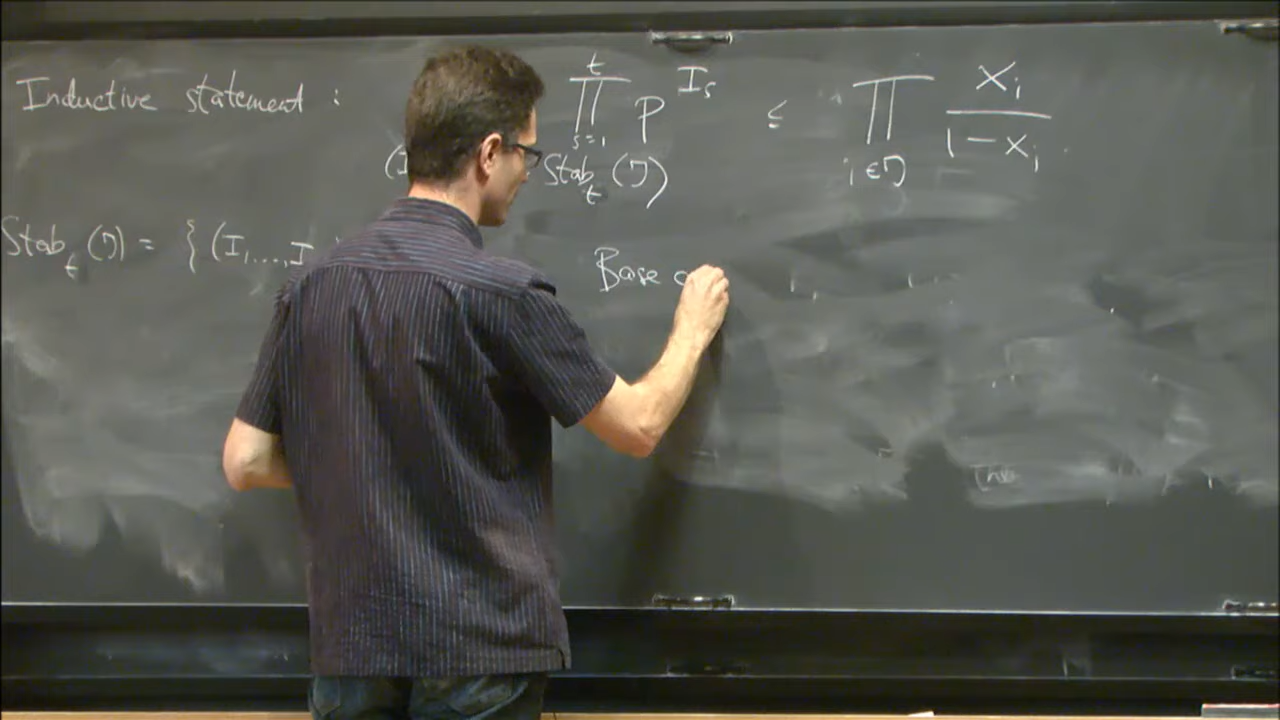 Inductive statement : ∏_{s=1}^{t} p^{I_s} ≤ ∏_{i∈J} x_i / (1 - x_i)
(I Stab_t (J))
Stab_t (J) = { (I_1, ..., I
Base